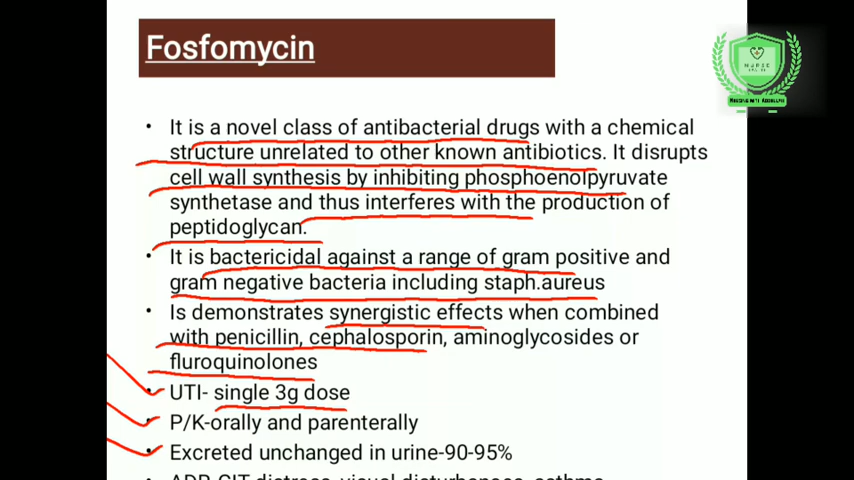 Fosfomycin
• It is a novel class of antibacterial drugs with a chemical
structure unrelated to other known antibiotics. It disrupts
cell wall synthesis by inhibiting phosphoenolpyruvate
synthetase and thus interferes with the production of
peptidoglycan.
• It is bactericidal against a range of gram positive and
gram negative bacteria including staph.aureus
• Is demonstrates synergistic effects when combined
with penicillin, cephalosporin, aminoglycosides or
fluroquinolones
• UTI- single 3g dose
• P/K-orally and parenterally
• Excreted unchanged in urine-90-95%
NURSE